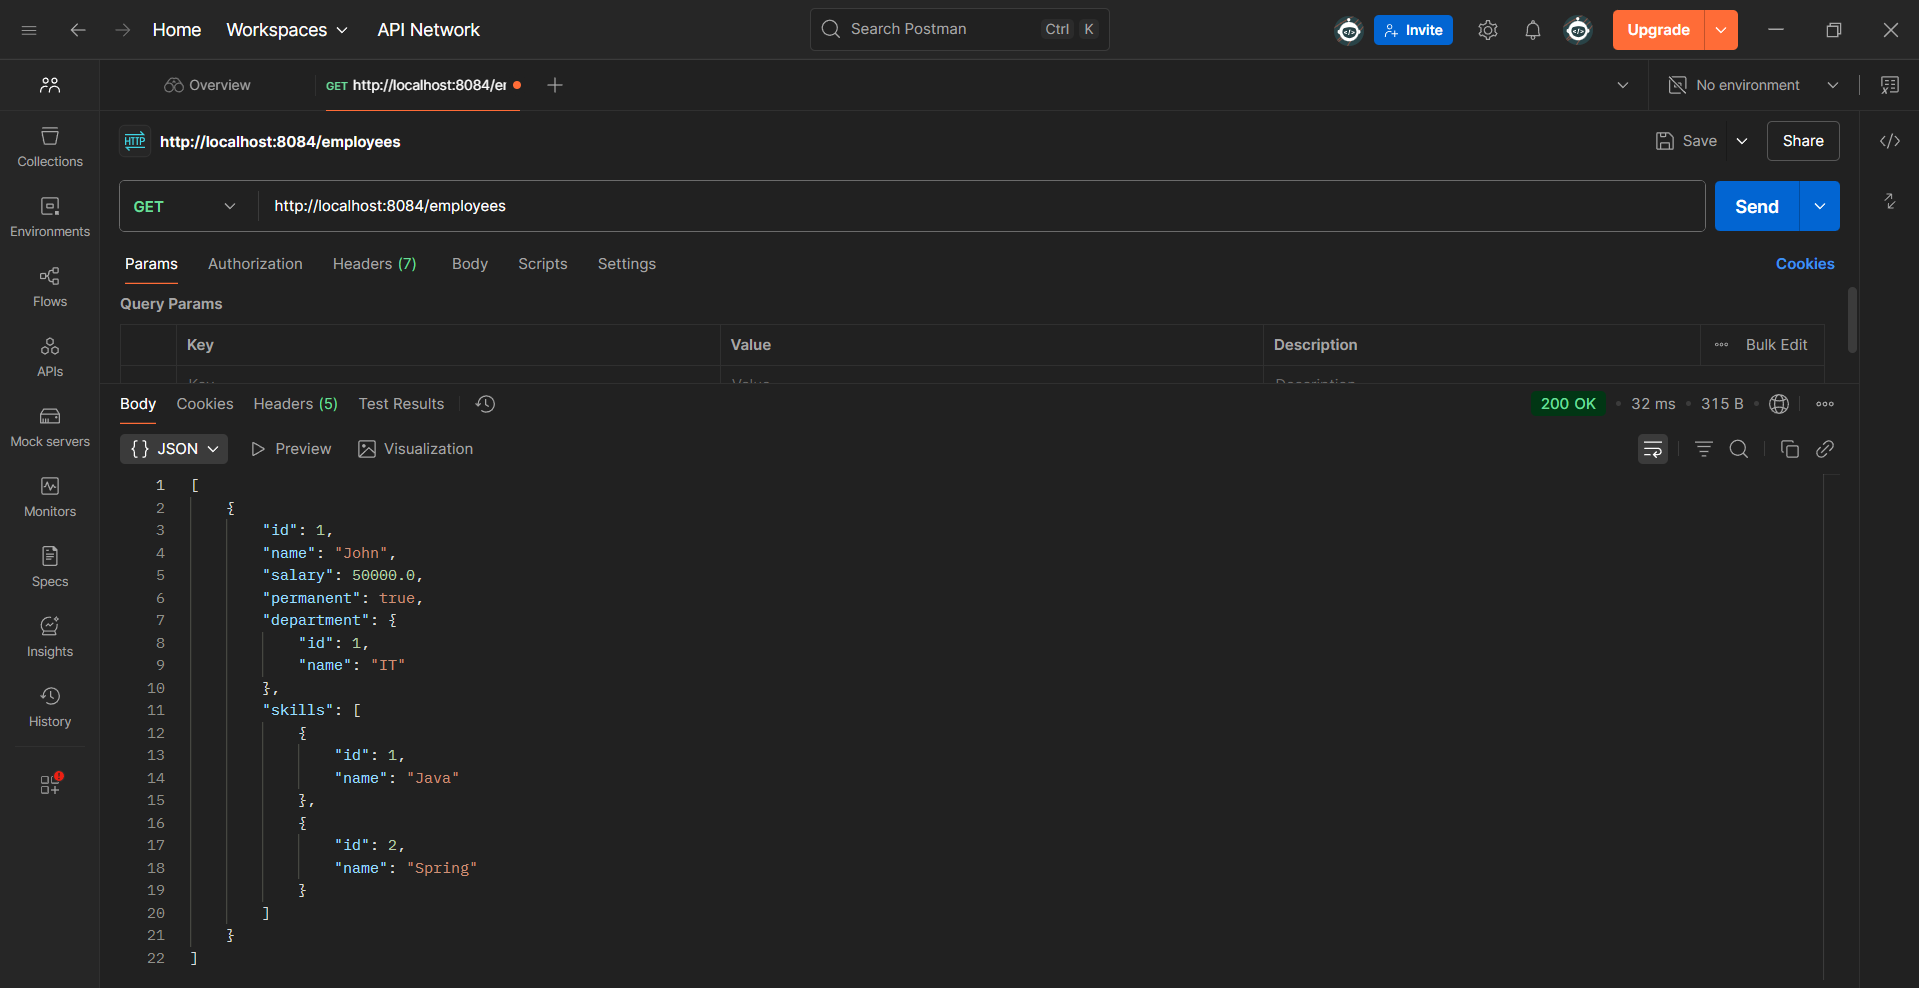 Home Workspaces API Network Search Postman Ctrl K Invite Upgrade
Overview GET http://localhost:8084/er No environment
HTTP http://localhost:8084/employees Save Share
GET http://localhost:8084/employees Send
Params Authorization Headers (7) Body Scripts Settings Cookies
Query Params
Key Value Description Bulk Edit
Key Value Description
Body Cookies Headers (5) Test Results 200 OK 32 ms 315 B
{} JSON Preview Visualization
1 [
2 {
3 "id": 1,
4 "name": "John",
5 "salary": 50000.0,
6 "permanent": true,
7 "department": {
8 "id": 1,
9 "name": "IT"
10 },
11 "skills": [
12 {
13 "id": 1,
14 "name": "Java"
15 },
16 {
17 "id": 2,
18 "name": "Spring"
19 }
20 ]
21 }
22 ]
Collections
Environments
Flows
APIs
Mock servers
Monitors
Specs
Insights
History